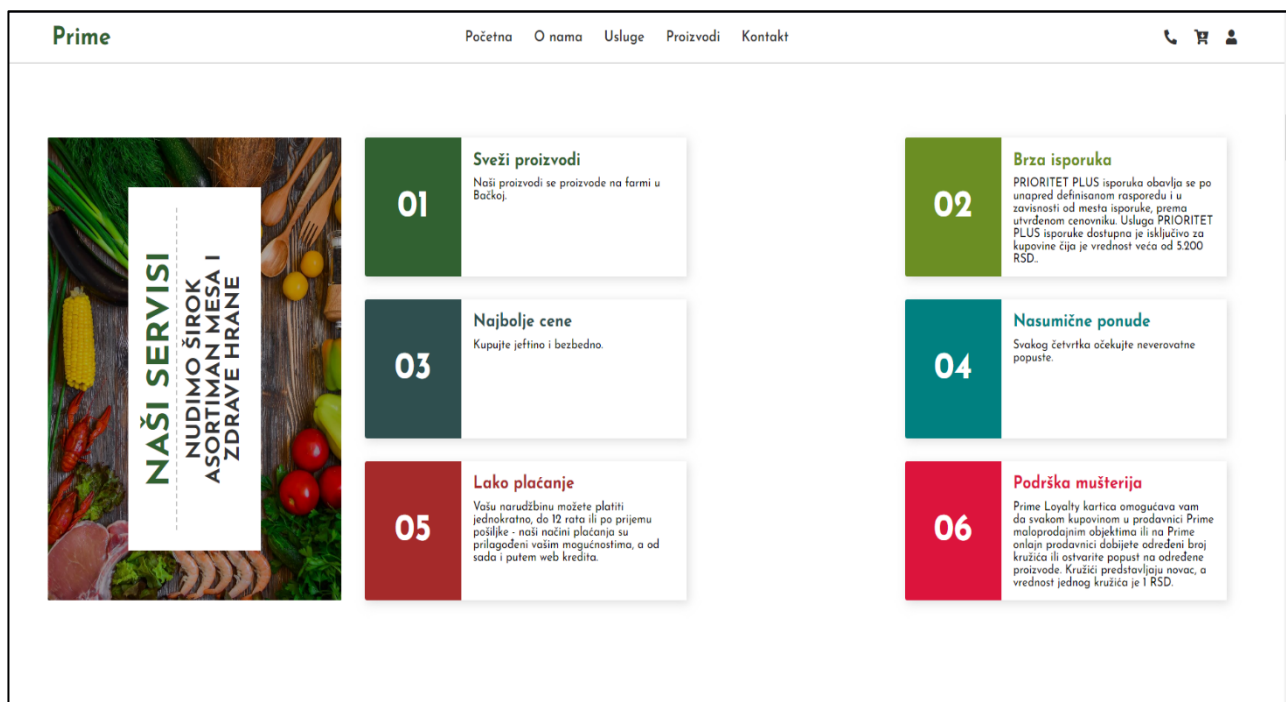 Prime
Početna O nama Usluge Proizvodi Kontakt
NAŠI SERVISI
NUDIMO ŠIROK
ASORTIMAN MESA I
ZDRAVE HRANE
01
Sveži proizvodi
Naši proizvodi se proizvode na farmi u
Bačkoj.
02
Brza isporuka
PRIORITET PLUS isporuka obavlja se po
unapred definisanom rasporedu i u
zavisnosti od mesta isporuke, prema
utvrđenom cenovniku. Usluga PRIORITET
PLUS isporuke dostupna je isključivo za
kupovine čija je vrednost veća od 5.200
RSD..
03
Najbolje cene
Kupujte jeftino i bezbedno.
04
Nasumične ponude
Svakog četvrtka očekujte neverovatne
popuste.
05
Lako plaćanje
Vašu narudžbinu možete platiti
jednokratno, do 12 rata ili po prijemu
pošiljke - naši načini plaćanja su
prilagođeni vašim mogućnostima, a od
sada i putem web kredita.
06
Podrška mušterija
Prime Loyalty kartica omogućava vam
da svakom kupovinom u prodavnici Prime
maloprodajnim objektima ili na Prime
onlajn prodavnici dobijete određeni broj
kružića ili ostvarite popust na određene
proizvode. Kružići predstavljaju novac, a
vrednost jednog kružića je 1 RSD.